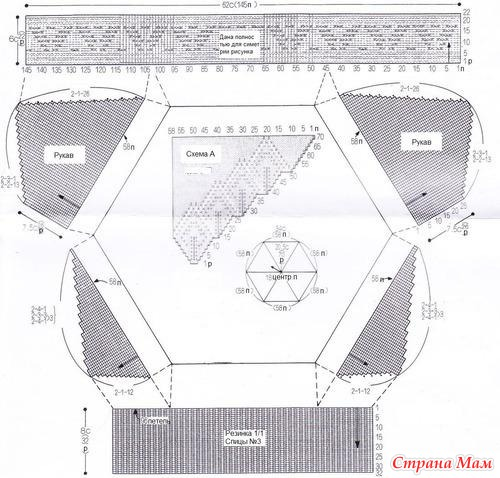 62с(145п)
22
20
15
10
5
1р
Дана полнос
тью для симет
рии рисунка
145 140 135 130 125 120 115 110 105 100 95 90 85 80 75 70 65 60 55 50 45 40 35 30 25 20 15 10 5 1п
2-1-26
2-1-26
58 55 50 45 40 35 30 25 20 15 10 5 1п
70
65
60
55
50
45
40
35
30
25
20
15
10
5
1р
Схема А
58п
58п
Рукав
Рукав
(58п)
(58п)
(58п)
(58п)
(58п)
(58п)
20,5с
р
центр п
58п
58п
2-1-12
2-1-12
Резинка 1/1
Спицы №3
1
5
10
15
20
25
30
32
Страна Мам